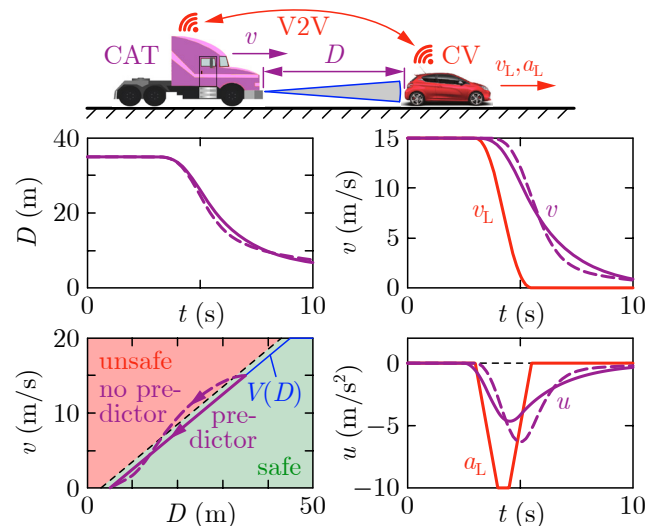 V2V
CAT v D CV v_L, a_L
40
20
0
D (m)
0 t (s) 10
15
10
5
0
v (m/s)
v_L v
0 t (s) 10
20
10
0
v (m/s)
unsafe
no pre-
dictor
V(D)
pre-
dictor
safe
0 D (m) 50
0
−5
−10
u (m/s²)
a_L u
0 t (s) 10